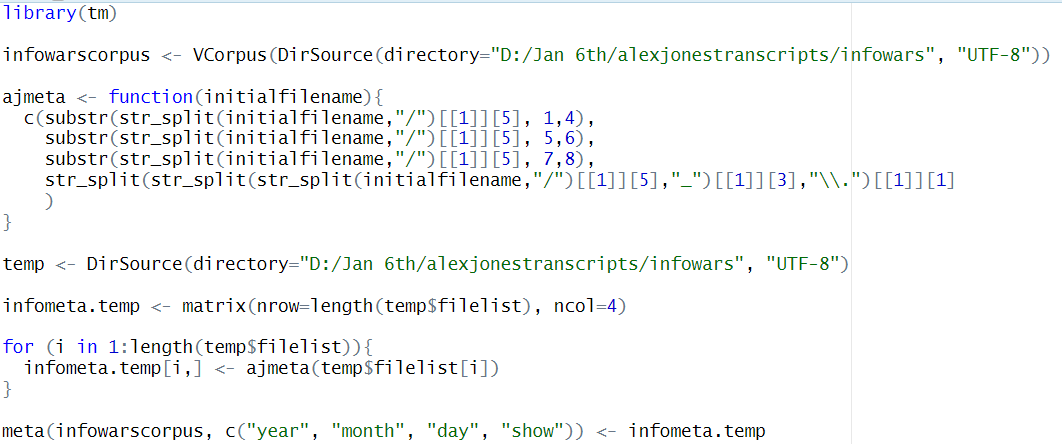 library(tm)
infowarscorpus <- VCorpus(DirSource(directory="D:/Jan 6th/alexjonestranscripts/infowars", "UTF-8"))
ajmeta <- function(initialfilename){
  c(substr(str_split(initialfilename,"/")[[1]][5], 1,4),
    substr(str_split(initialfilename,"/")[[1]][5], 5,6),
    substr(str_split(initialfilename,"/")[[1]][5], 7,8),
    str_split(str_split(str_split(initialfilename,"/")[[1]][5],"_")[[1]][3],"\\.")[[1]][1]
    )
}
temp <- DirSource(directory="D:/Jan 6th/alexjonestranscripts/infowars", "UTF-8")
infometa.temp <- matrix(nrow=length(temp$filelist), ncol=4)
for (i in 1:length(temp$filelist)){
  infometa.temp[i,] <- ajmeta(temp$filelist[i])
}
meta(infowarscorpus, c("year", "month", "day", "show")) <- infometa.temp